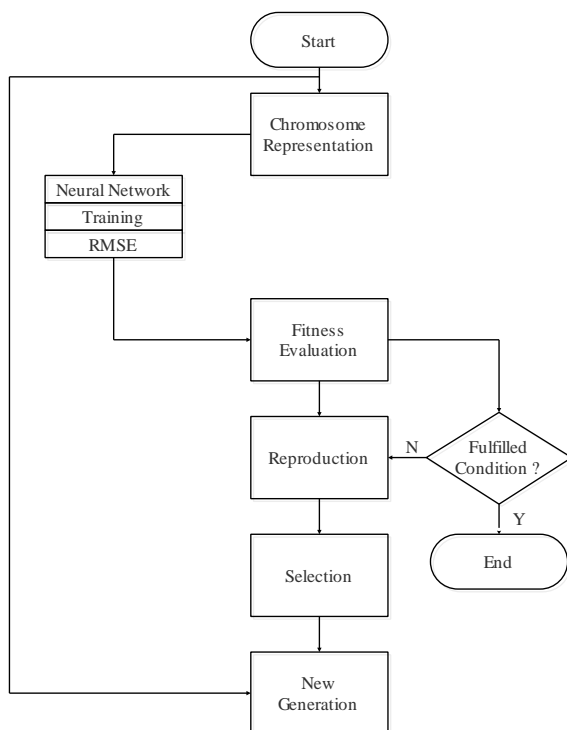 Start
Chromosome
Representation
Neural Network
Training
RMSE
Fitness
Evaluation
Reproduction
N
Fulfilled
Condition ?
Y
End
Selection
New
Generation